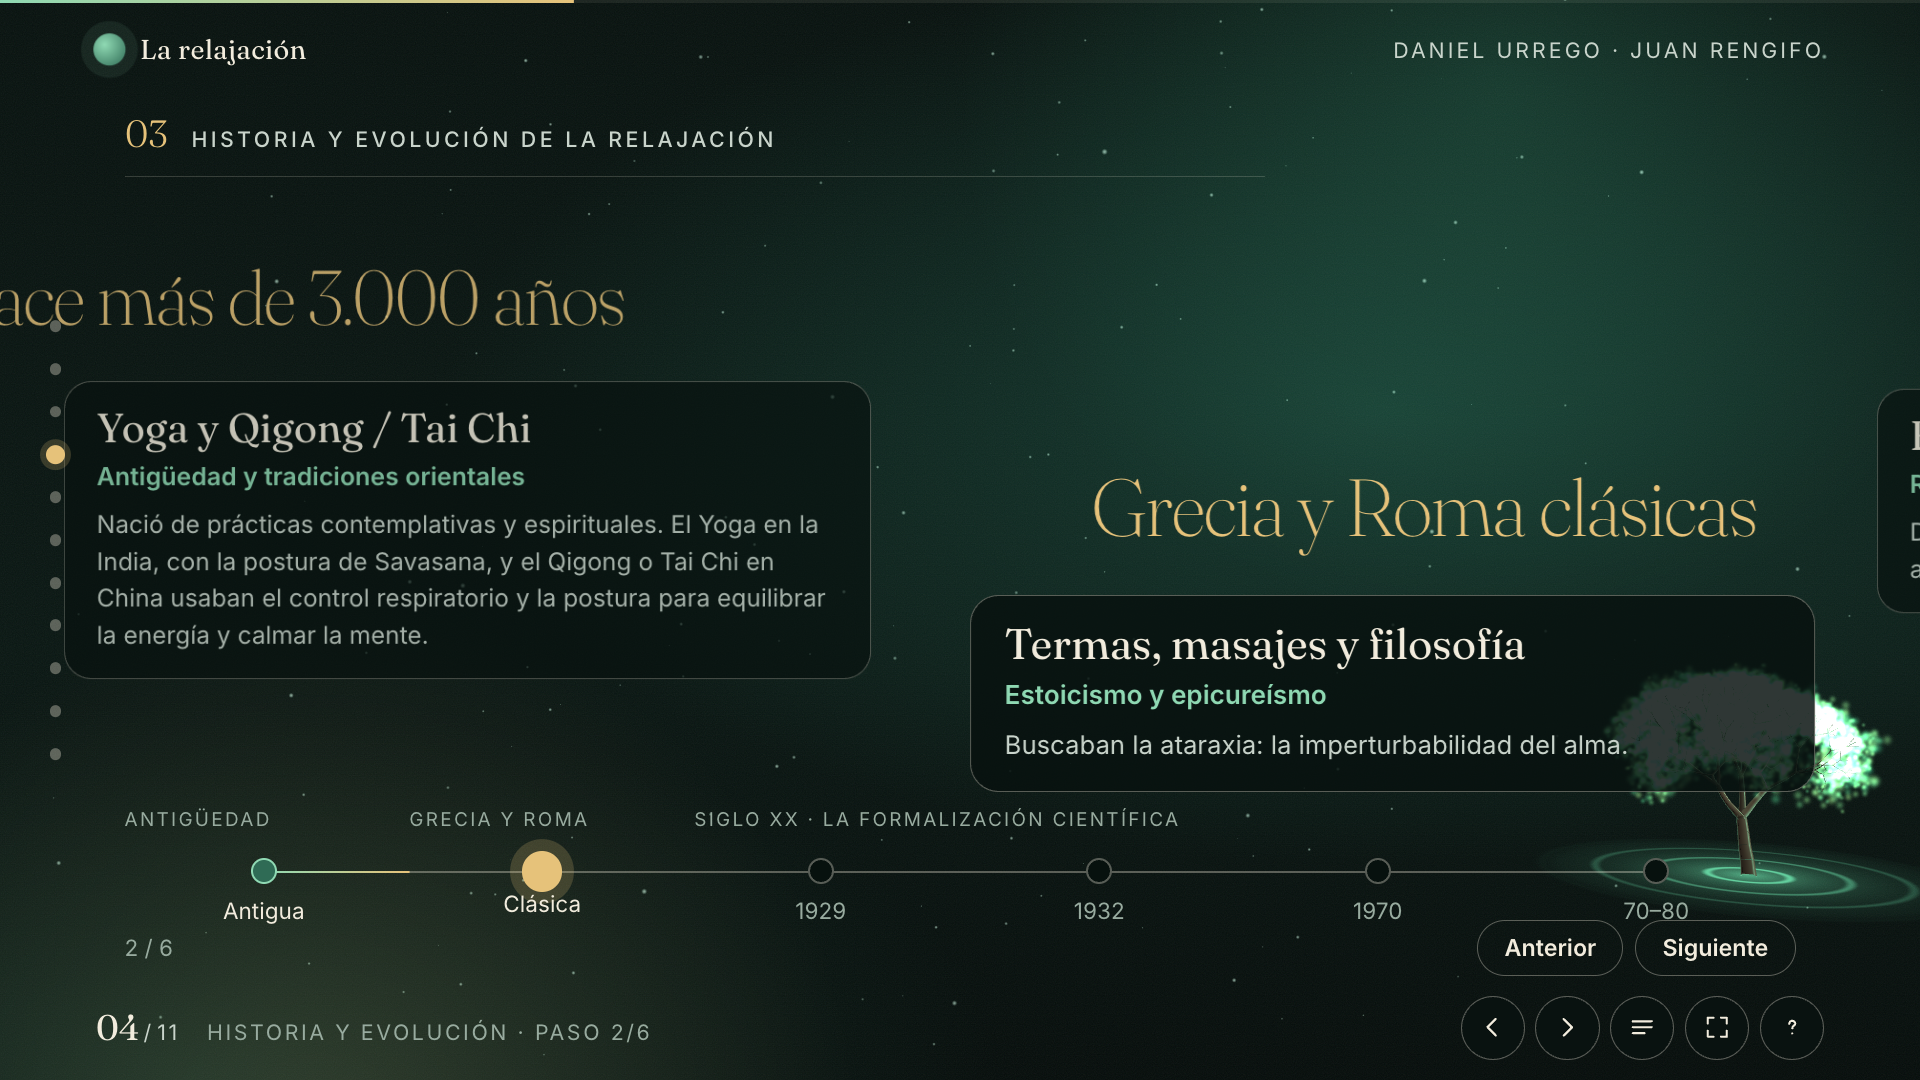 La relajación
DANIEL URREGO · JUAN RENGIFO
03 HISTORIA Y EVOLUCIÓN DE LA RELAJACIÓN
ace más de 3.000 años
Yoga y Qigong / Tai Chi
Antigüedad y tradiciones orientales
Nació de prácticas contemplativas y espirituales. El Yoga en la
India, con la postura de Savasana, y el Qigong o Tai Chi en
China usaban el control respiratorio y la postura para equilibrar
la energía y calmar la mente.
Grecia y Roma clásicas
Termas, masajes y filosofía
Estoicismo y epicureísmo
Buscaban la ataraxia: la imperturbabilidad del alma.
ANTIGÜEDAD GRECIA Y ROMA SIGLO XX · LA FORMALIZACIÓN CIENTÍFICA
Antigua Clásica 1929 1932 1970 70–80
2 / 6
Anterior Siguiente
04 / 11 HISTORIA Y EVOLUCIÓN · PASO 2/6
?